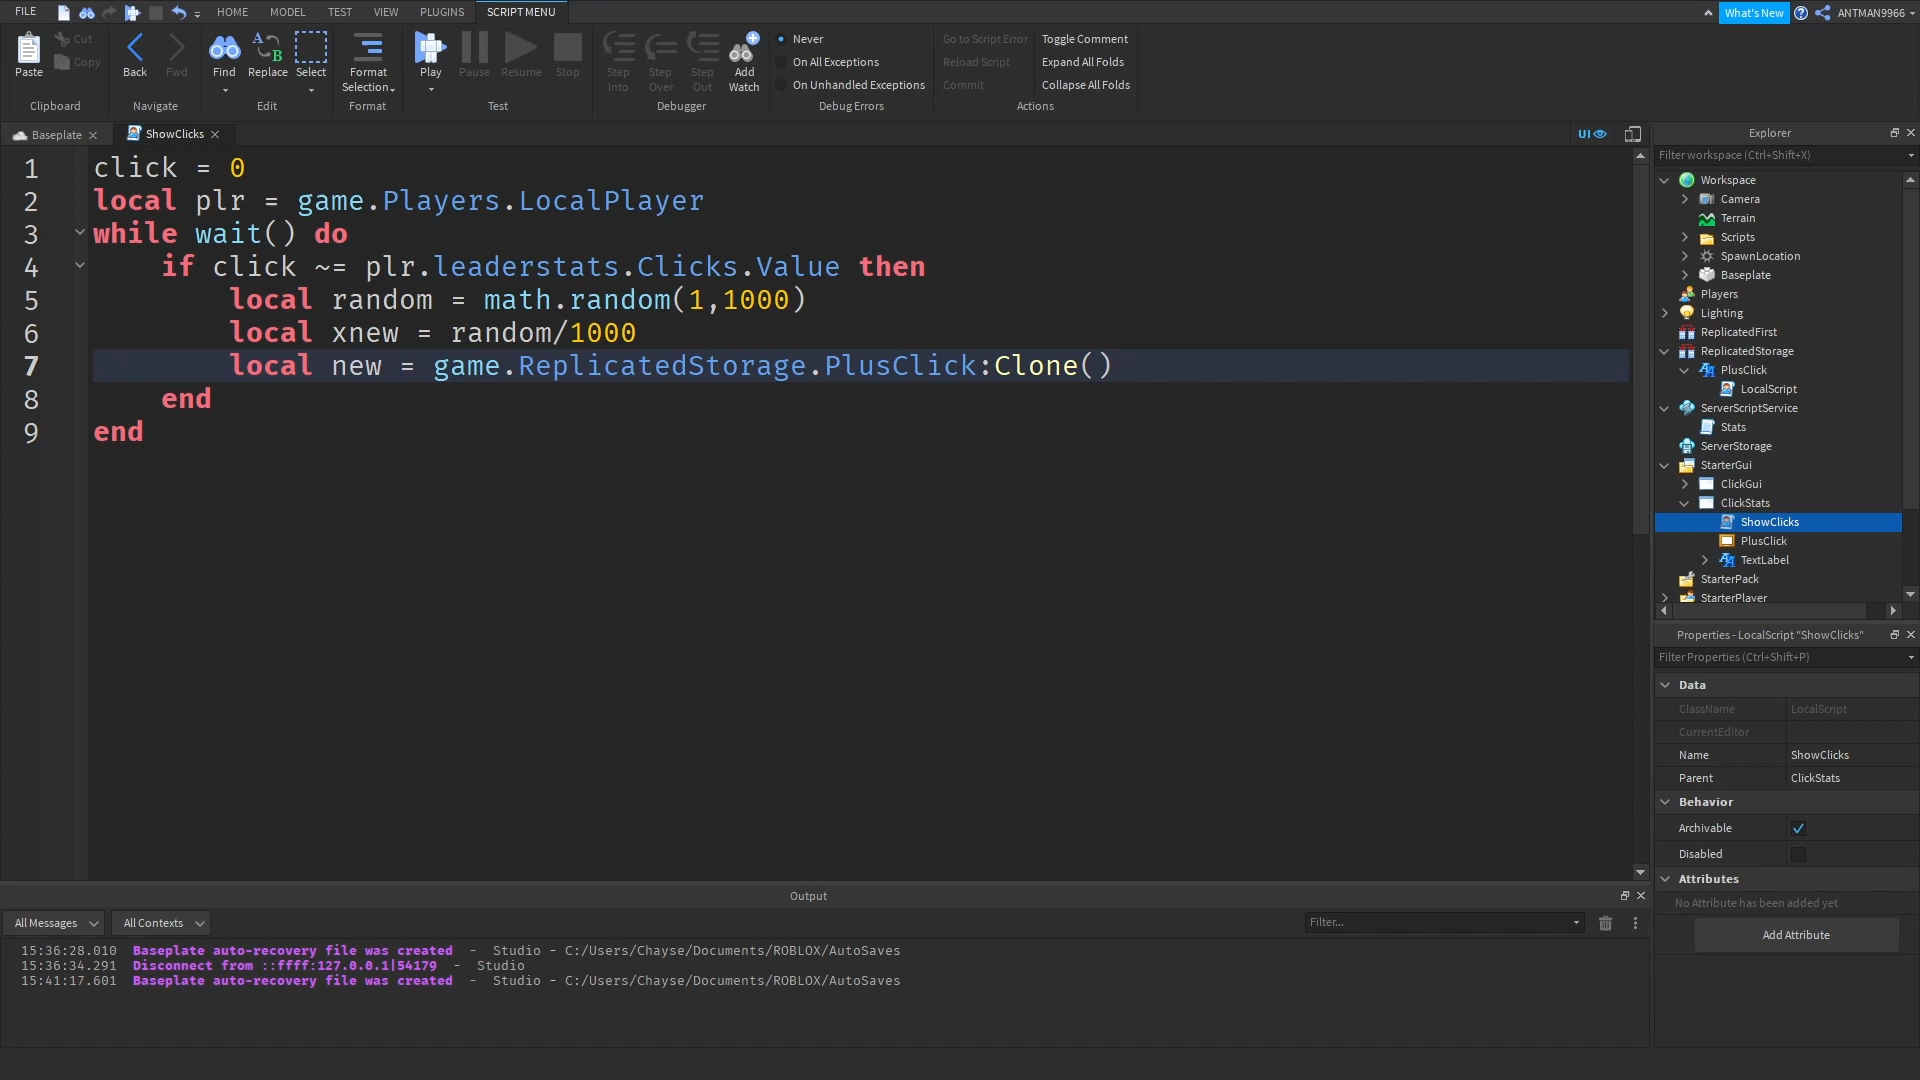 FILE HOME MODEL TEST VIEW PLUGINS SCRIPT MENU What's New ANTMAN9966
Paste Cut Copy Clipboard
Back Fwd Navigate
Find Replace Select Edit
Format Selection Format
Play Pause Resume Stop Test
Step Into Step Over Step Out Add Watch Debugger
Never
On All Exceptions
On Unhandled Exceptions
Debug Errors
Go to Script Error Toggle Comment
Reload Script Expand All Folds
Commit Collapse All Folds
Actions
Baseplate ShowClicks UI
1 click = 0
2 local plr = game.Players.LocalPlayer
3 while wait() do
4 if click ~= plr.leaderstats.Clicks.Value then
5 local random = math.random(1,1000)
6 local xnew = random/1000
7 local new = game.ReplicatedStorage.PlusClick:Clone()
8 end
9 end
Explorer
Filter workspace (Ctrl+Shift+X)
Workspace
Camera
Terrain
Scripts
SpawnLocation
Baseplate
Players
Lighting
ReplicatedFirst
ReplicatedStorage
PlusClick
LocalScript
ServerScriptService
Stats
ServerStorage
StarterGui
ClickGui
ClickStats
ShowClicks
PlusClick
TextLabel
StarterPack
StarterPlayer
Properties - LocalScript "ShowClicks"
Filter Properties (Ctrl+Shift+P)
Data
ClassName LocalScript
CurrentEditor
Name ShowClicks
Parent ClickStats
Behavior
Archivable
Disabled
Attributes
No Attribute has been added yet
Add Attribute
Output
All Messages All Contexts Filter...
15:36:28.010 Baseplate auto-recovery file was created - Studio - C:/Users/Chayse/Documents/ROBLOX/AutoSaves
15:36:34.291 Disconnect from ::ffff:127.0.0.1|54179 - Studio
15:41:17.601 Baseplate auto-recovery file was created - Studio - C:/Users/Chayse/Documents/ROBLOX/AutoSaves